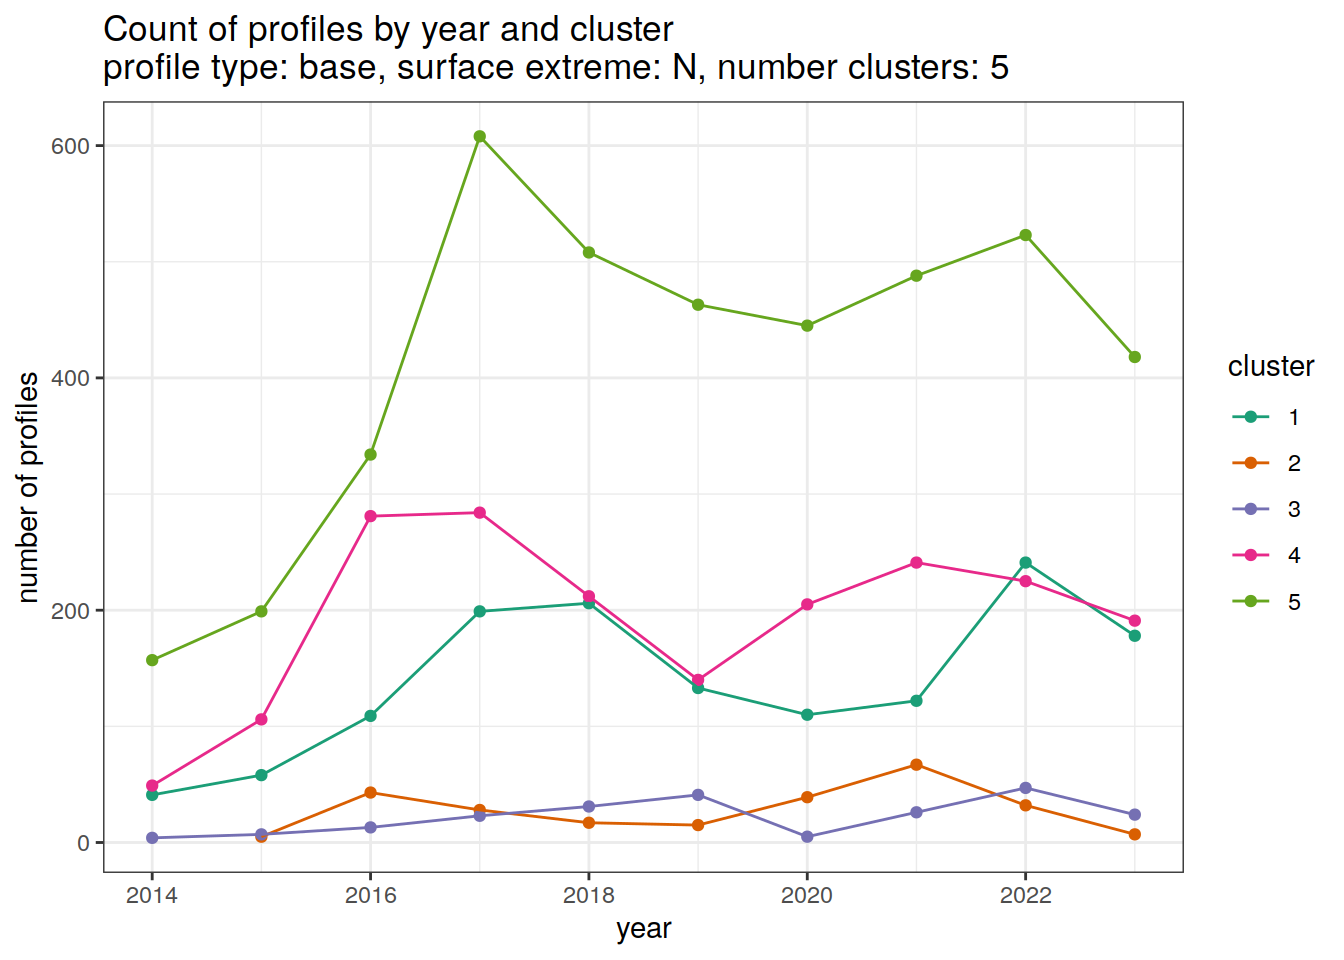 Count of profiles by year and cluster
profile type: base, surface extreme: N, number clusters: 5
number of profiles
600
400
200
0
2014 2016 2018 2020 2022
year
cluster
1
2
3
4
5